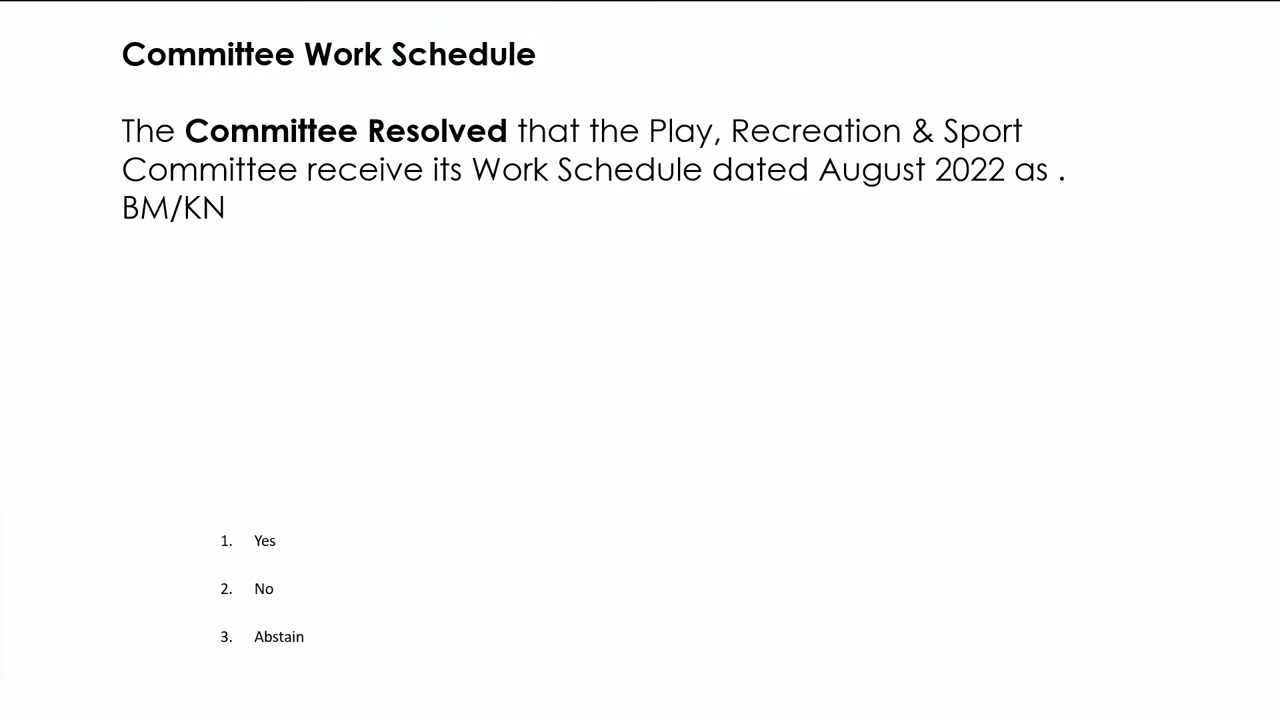 Committee Work Schedule
The Committee Resolved that the Play, Recreation & Sport
Committee receive its Work Schedule dated August 2022 as .
BM/KN
1. Yes
2. No
3. Abstain